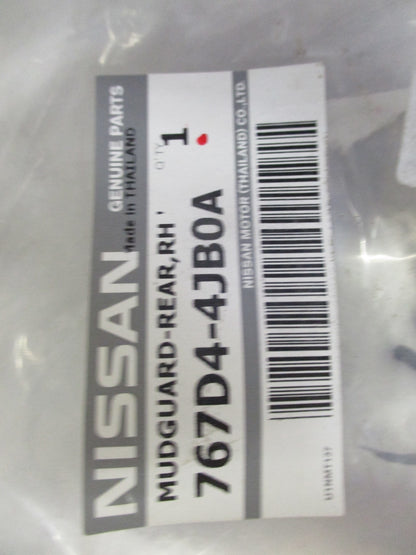 NISSAN GENUINE PARTS
Made in THAILAND
MUDGUARD-REAR,RH'
Q'TY 1
767D4-4JB0A
NISSAN MOTOR (THAILAND) CO.,LTD.